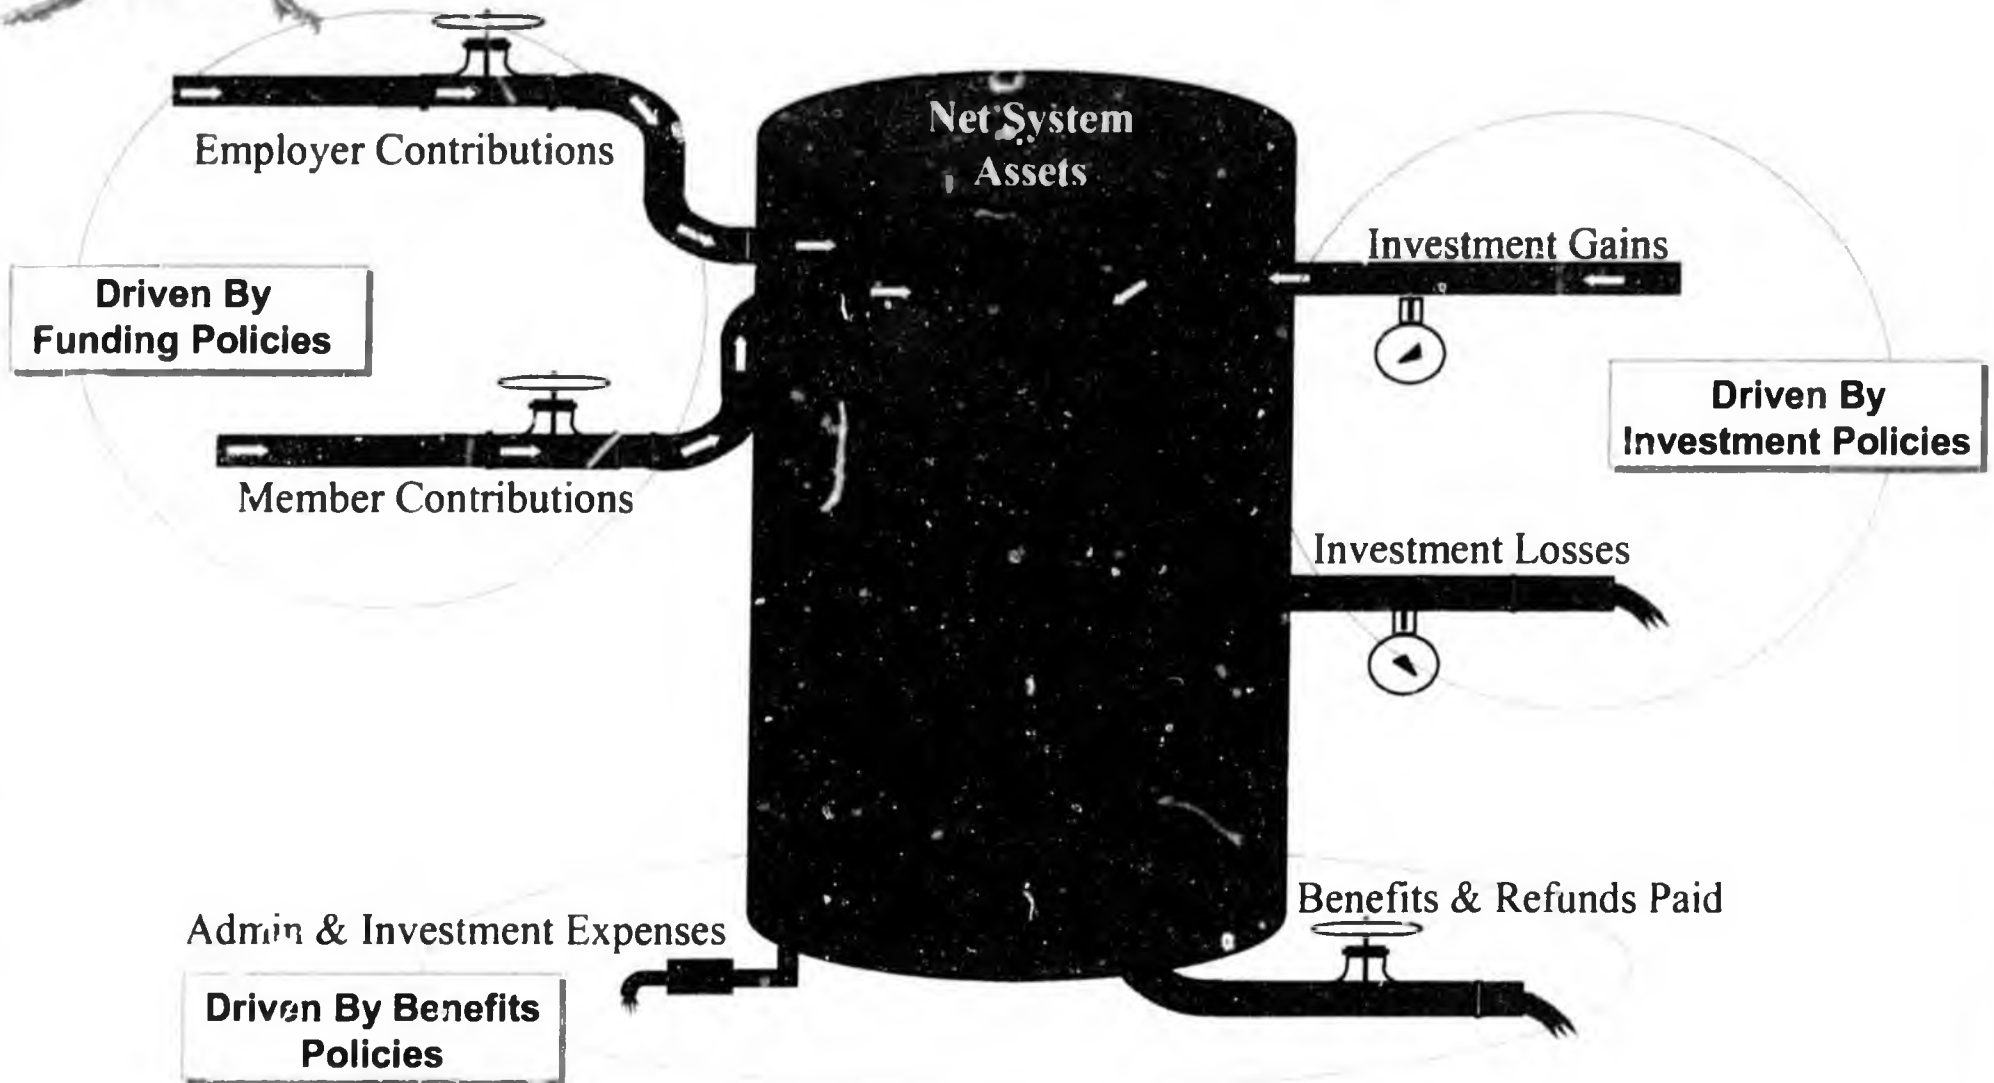 Net System
Assets
Employer Contributions
Investment Gains
Driven By
Funding Policies
Driven By
Investment Policies
Member Contributions
Investment Losses
Benefits & Refunds Paid
Admin & Investment Expenses
Driven By Benefits
Policies